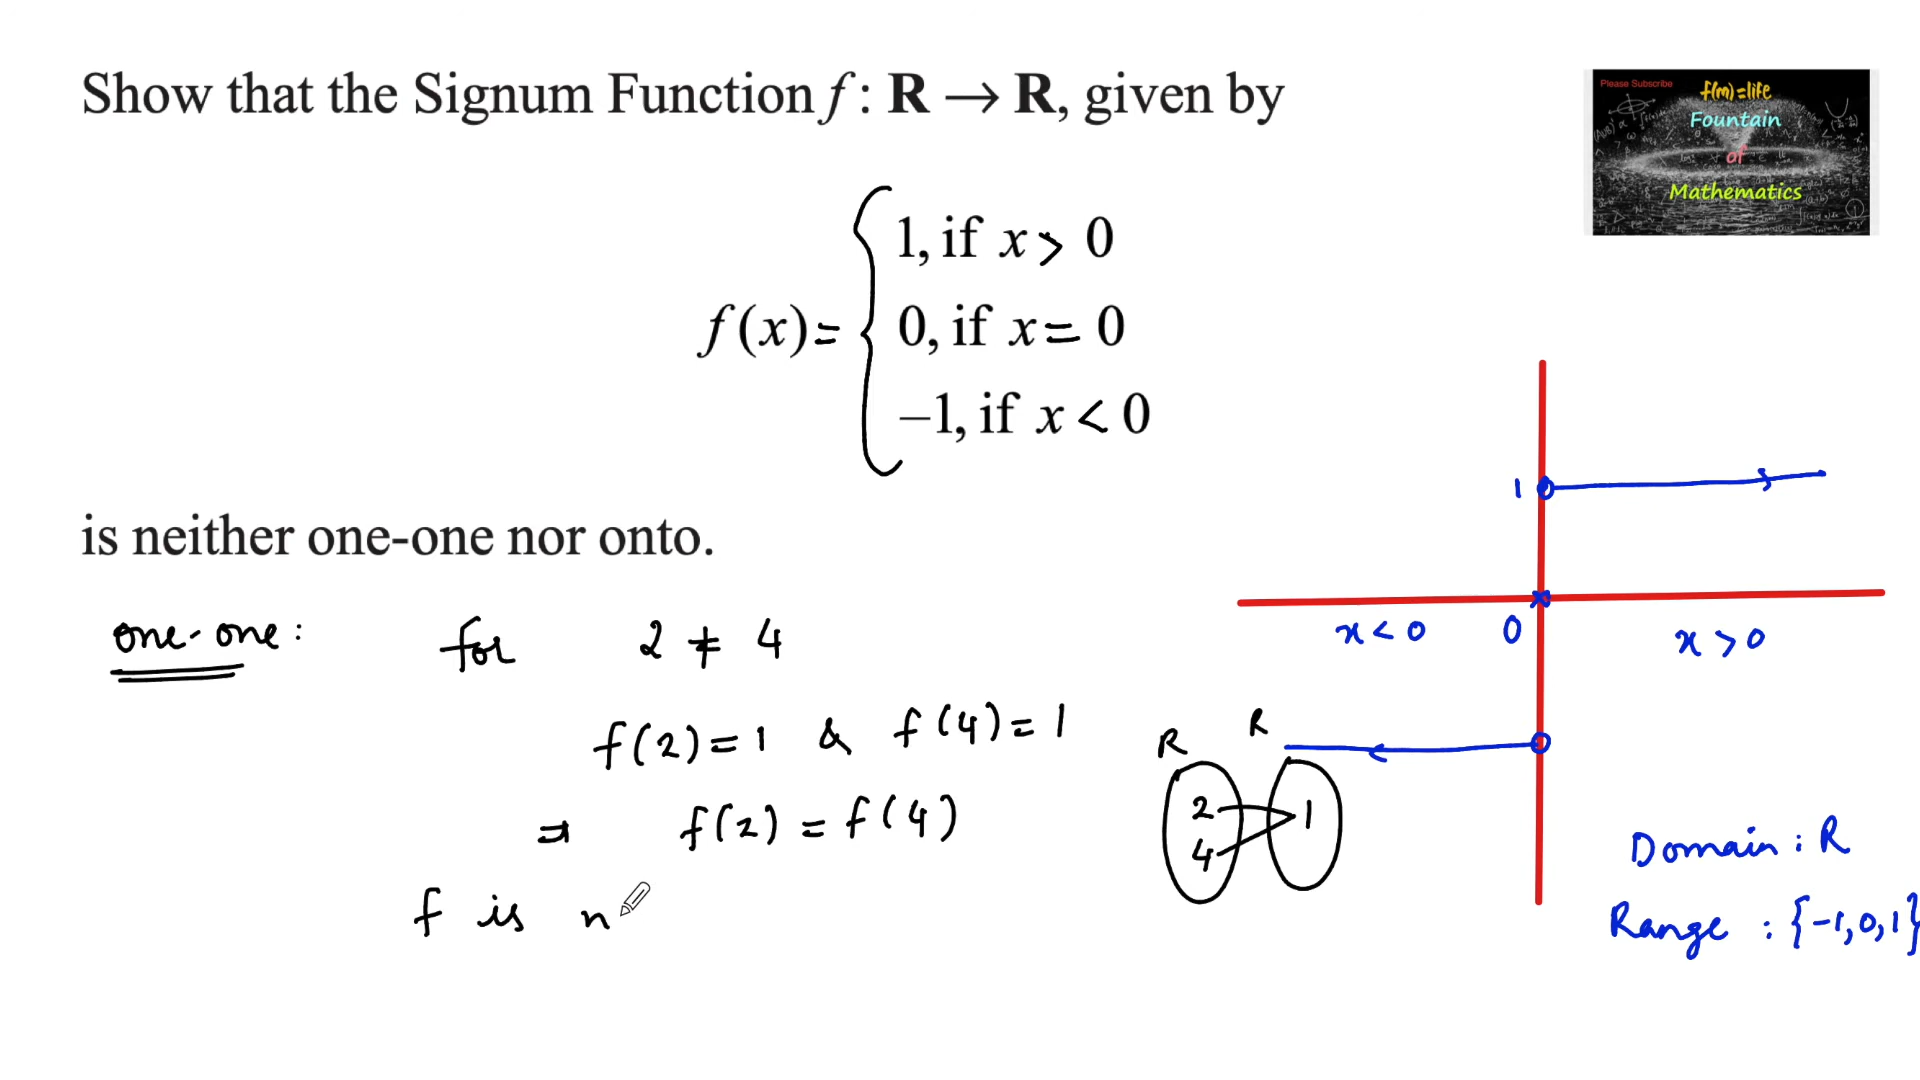 Show that the Signum Function f : R → R, given by
Please Subscribe
f(m)=life
Fountain
of
Mathematics
f(x) = { 1, if x > 0
0, if x = 0
–1, if x < 0
is neither one-one nor onto.
one-one : for 2 ≠ 4
f(2) = 1 & f(4) = 1
⇒ f(2) = f(4)
f is n
1
x < 0 0 x > 0
R R
2 1
4
Domain : R
Range : {-1, 0, 1}